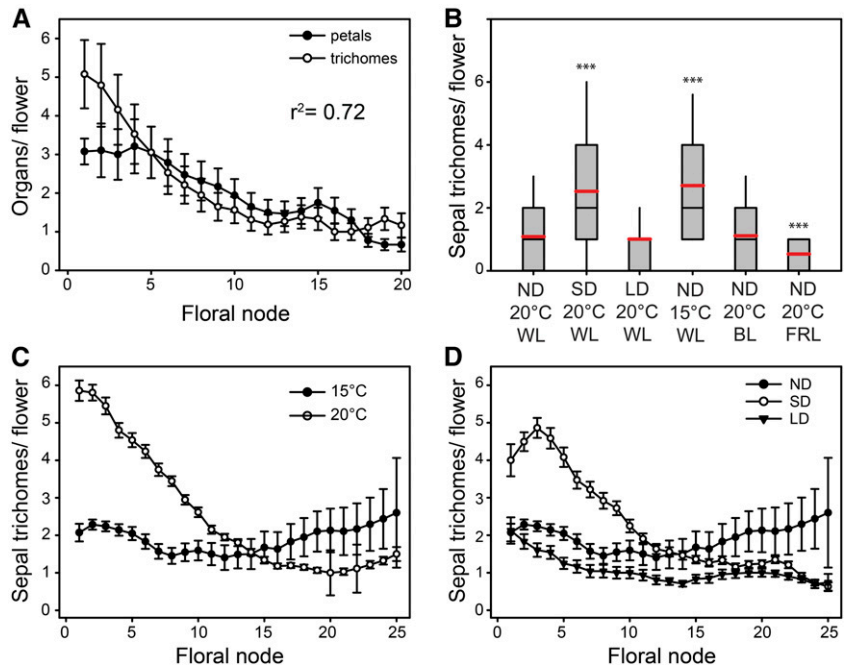 A
Organs/ flower
6
5
4
3
2
1
0
petals
trichomes
r²= 0.72
0 5 10 15 20
Floral node
B
Sepal trichomes/ flower
6
4
2
0
***
***
***
ND SD LD ND ND ND
20°C 20°C 20°C 15°C 20°C 20°C
WL WL WL WL BL FRL
C
Sepal trichomes/ flower
6
5
4
3
2
1
0
15°C
20°C
0 5 10 15 20 25
Floral node
D
Sepal trichomes/ flower
6
5
4
3
2
1
0
ND
SD
LD
0 5 10 15 20 25
Floral node